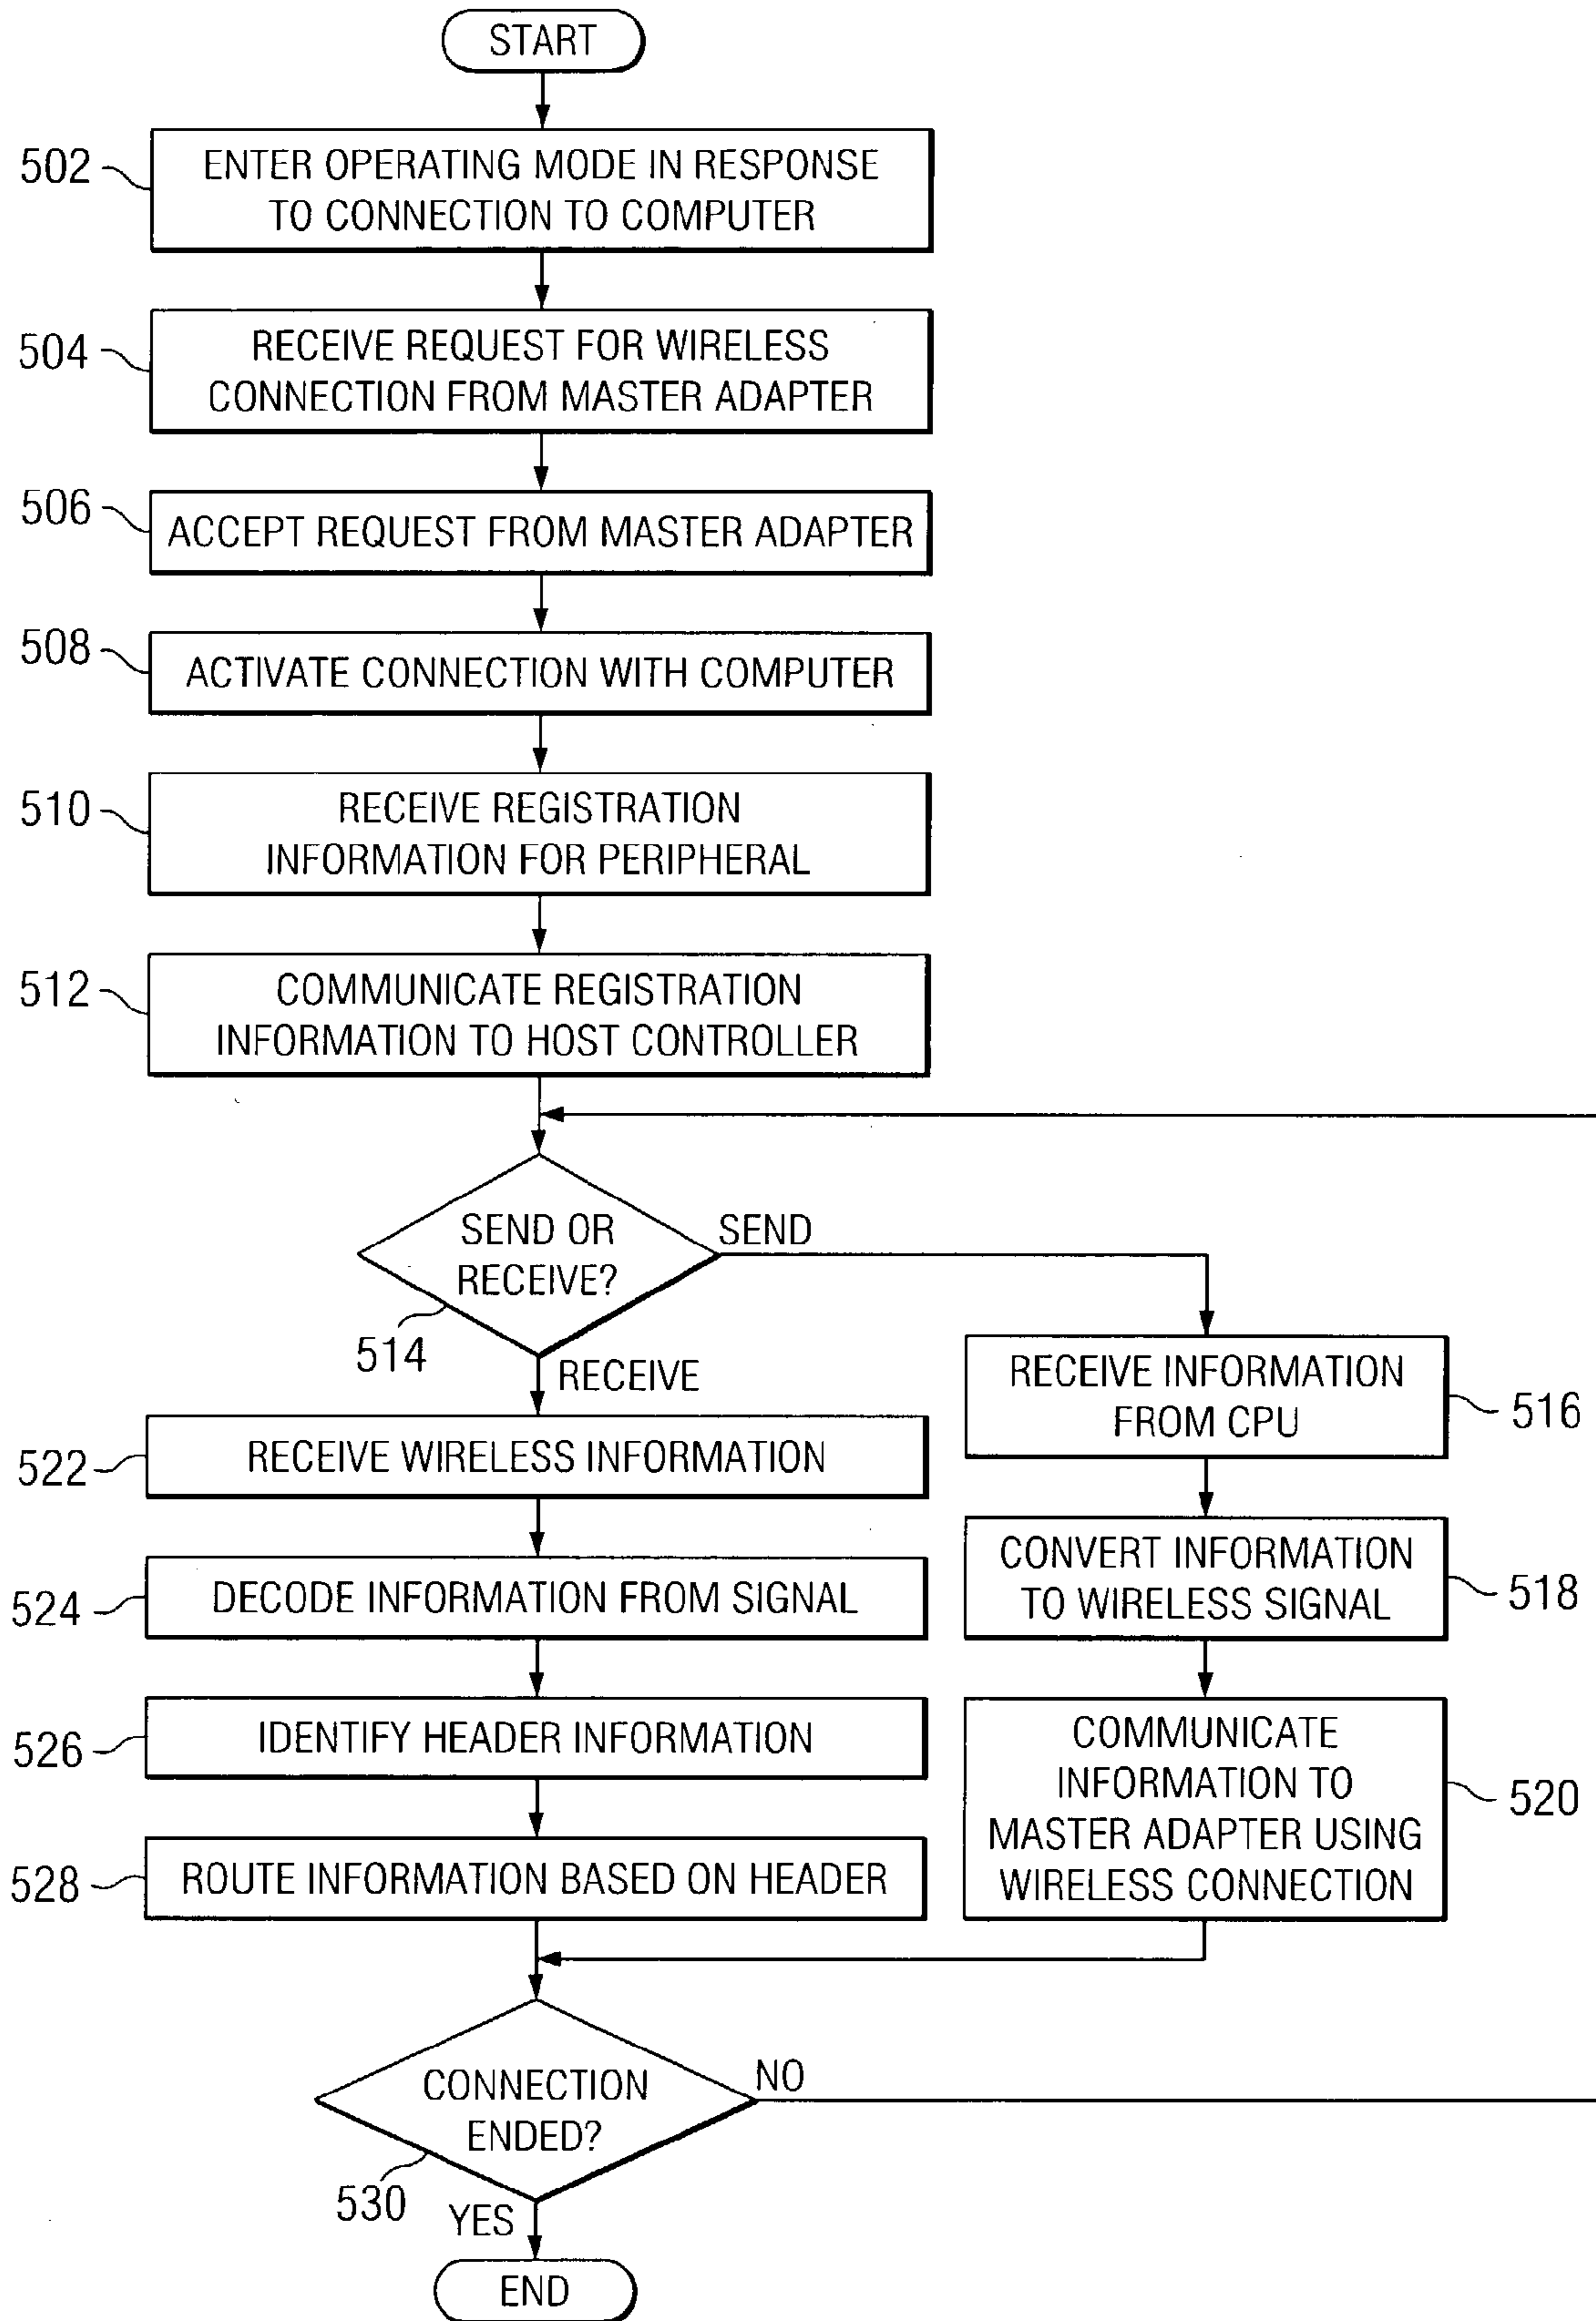 START
502
ENTER OPERATING MODE IN RESPONSE
TO CONNECTION TO COMPUTER
504
RECEIVE REQUEST FOR WIRELESS
CONNECTION FROM MASTER ADAPTER
506
ACCEPT REQUEST FROM MASTER ADAPTER
508
ACTIVATE CONNECTION WITH COMPUTER
510
RECEIVE REGISTRATION
INFORMATION FOR PERIPHERAL
512
COMMUNICATE REGISTRATION
INFORMATION TO HOST CONTROLLER
SEND OR
RECEIVE?
SEND
514
RECEIVE
RECEIVE INFORMATION
FROM CPU
516
CONVERT INFORMATION
TO WIRELESS SIGNAL
518
COMMUNICATE
INFORMATION TO
MASTER ADAPTER USING
WIRELESS CONNECTION
520
522
RECEIVE WIRELESS INFORMATION
524
DECODE INFORMATION FROM SIGNAL
526
IDENTIFY HEADER INFORMATION
528
ROUTE INFORMATION BASED ON HEADER
CONNECTION
ENDED?
NO
530
YES
END